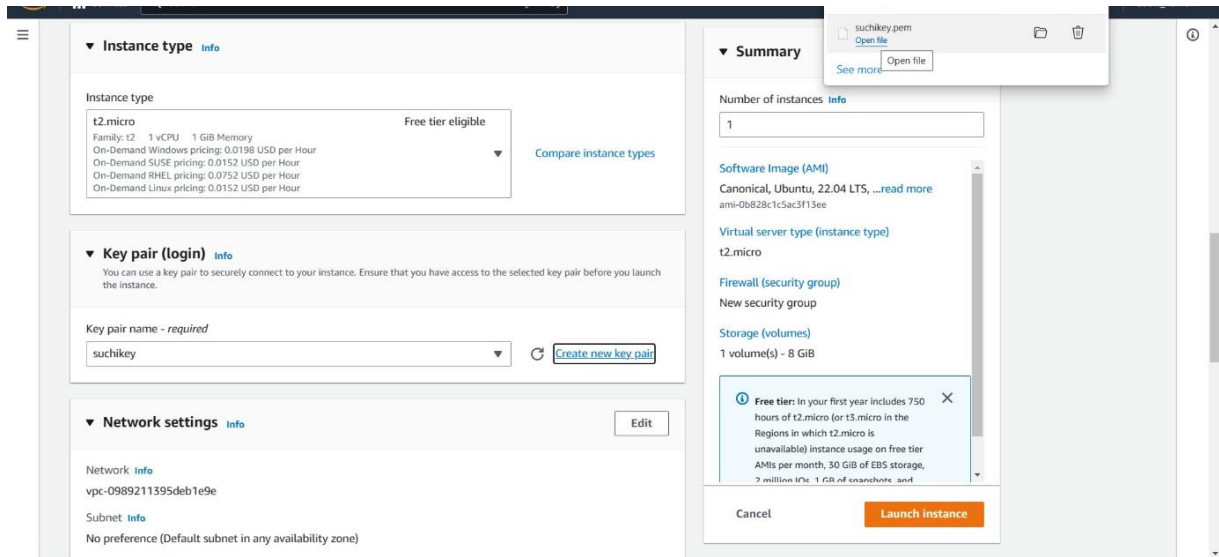 ▼ Instance type Info
Instance type
t2.micro Free tier eligible
Family: t2 1 vCPU 1 GiB Memory
On-Demand Windows pricing: 0.0198 USD per Hour
On-Demand SUSE pricing: 0.0152 USD per Hour
On-Demand RHEL pricing: 0.0752 USD per Hour
On-Demand Linux pricing: 0.0152 USD per Hour
Compare instance types
▼ Key pair (login) Info
You can use a key pair to securely connect to your instance. Ensure that you have access to the selected key pair before you launch
the instance.
Key pair name - required
suchikey
Create new key pair
▼ Network settings Info
Edit
Network Info
vpc-0989211395deb1e9e
Subnet Info
No preference (Default subnet in any availability zone)
suchikey.pem
Open file
Open file
See more
▼ Summary
Number of instances Info
1
Software Image (AMI)
Canonical, Ubuntu, 22.04 LTS, ...read more
ami-0b828c1c5ac3f13ee
Virtual server type (instance type)
t2.micro
Firewall (security group)
New security group
Storage (volumes)
1 volume(s) - 8 GiB
Free tier: In your first year includes 750
hours of t2.micro (or t3.micro in the
Regions in which t2.micro is
unavailable) instance usage on free tier
AMIs per month, 30 GiB of EBS storage,
2 million IOs, 1 GB of snapshots, and
Cancel
Launch instance